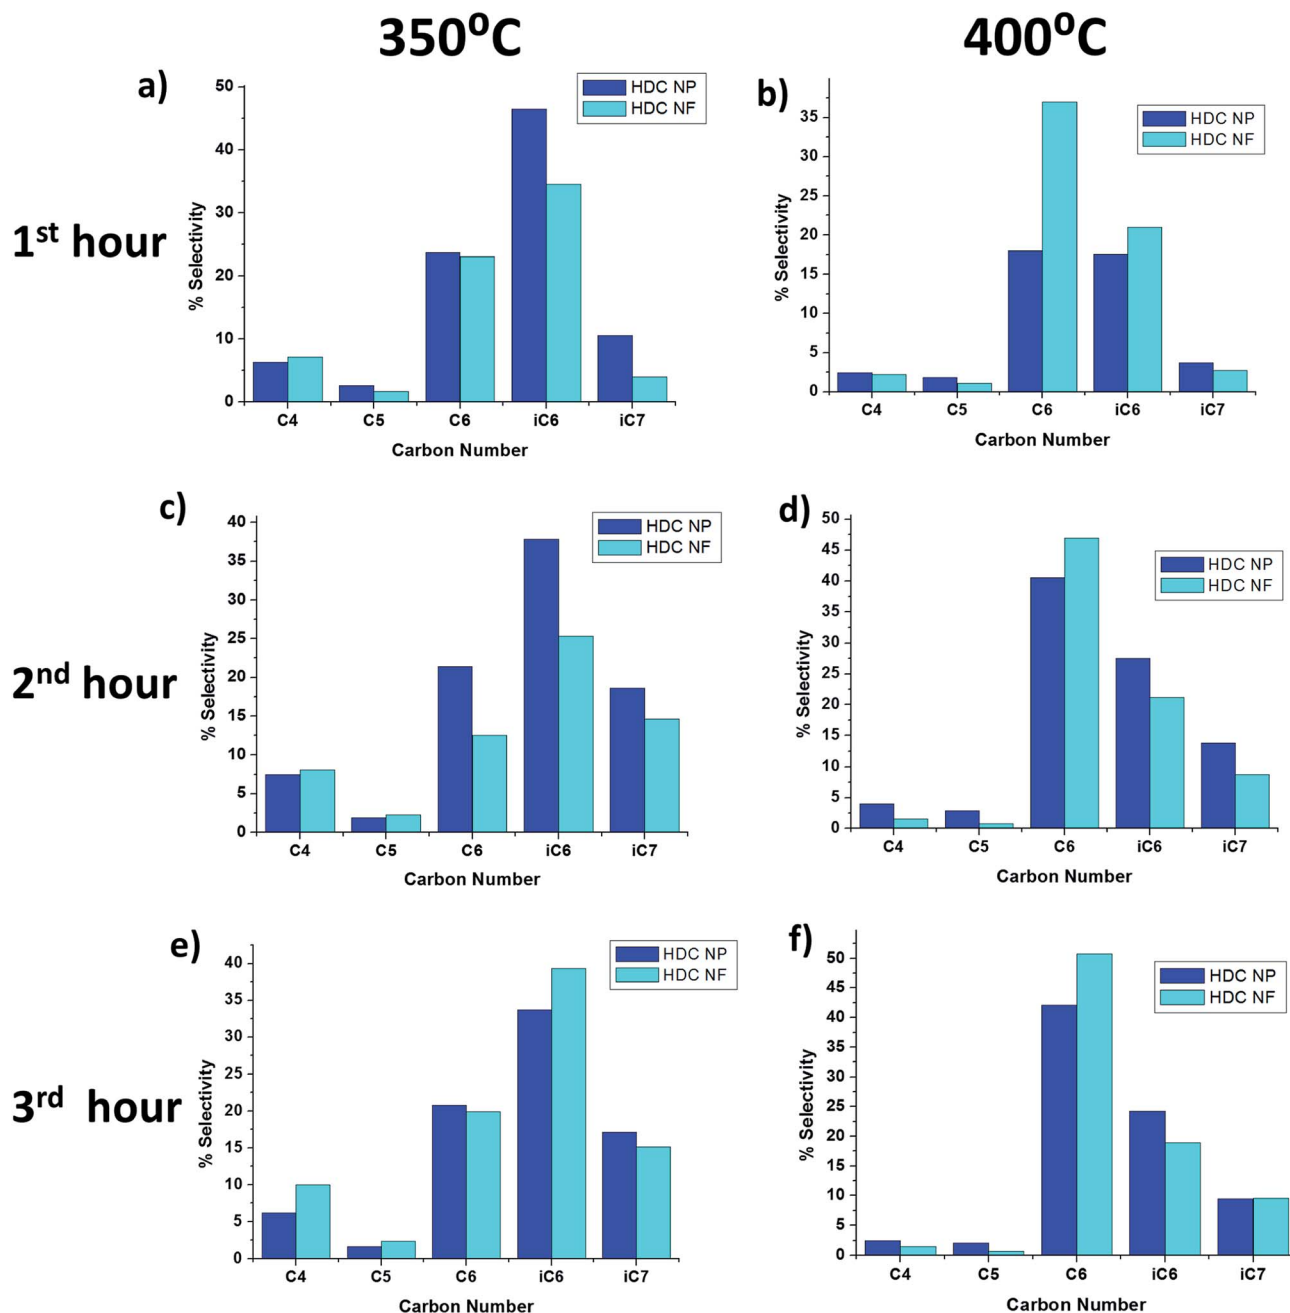 350⁰C
400⁰C
1st hour
a)
50
40
30
20
10
0
% Selectivity
HDC NP
HDC NF
C4 C5 C6 iC6 iC7
Carbon Number
b)
35
30
25
20
15
10
5
0
% Selectivity
HDC NP
HDC NF
C4 C5 C6 iC6 iC7
Carbon Number
2nd hour
c)
40
35
30
25
20
15
10
5
0
% Selectivity
HDC NP
HDC NF
C4 C5 C6 iC6 iC7
Carbon Number
d)
50
45
40
35
30
25
20
15
10
5
0
% Selectivity
HDC NP
HDC NF
C4 C5 C6 iC6 iC7
Carbon Number
3rd hour
e)
40
35
30
25
20
15
10
5
0
% Selectivity
HDC NP
HDC NF
C4 C5 C6 iC6 iC7
Carbon Number
f)
50
45
40
35
30
25
20
15
10
5
0
% Selectivity
HDC NP
HDC NF
C4 C5 C6 iC6 iC7
Carbon Number